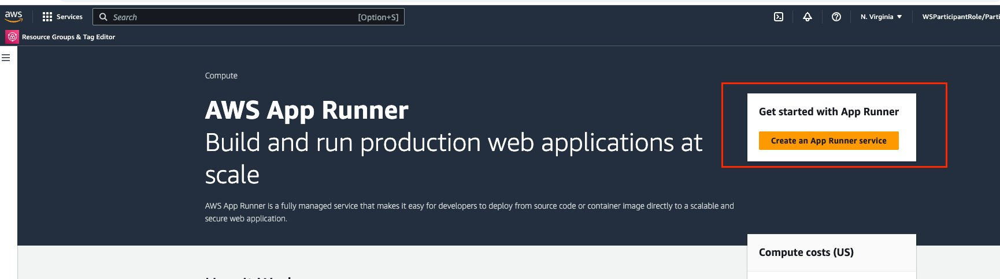 aws
Services
Search
[Option+S]
N. Virginia
WSParticipantRole/Parti
Resource Groups & Tag Editor
Compute
AWS App Runner
Build and run production web applications at
scale
AWS App Runner is a fully managed service that makes it easy for developers to deploy from source code or container image directly to a scalable and
secure web application.
Get started with App Runner
Create an App Runner service
Compute costs (US)